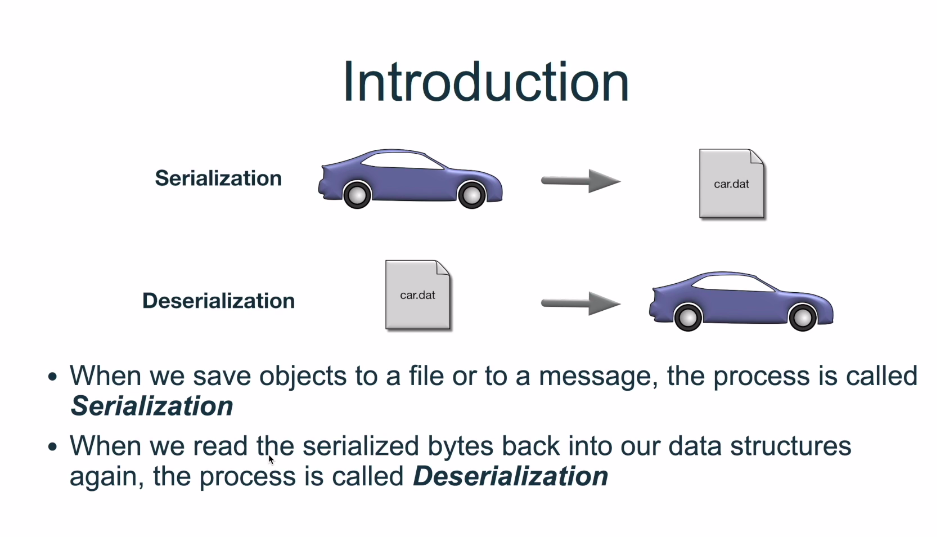 Introduction
Serialization
car.dat
Deserialization
car.dat
• When we save objects to a file or to a message, the process is called
Serialization
• When we read the serialized bytes back into our data structures
again, the process is called Deserialization